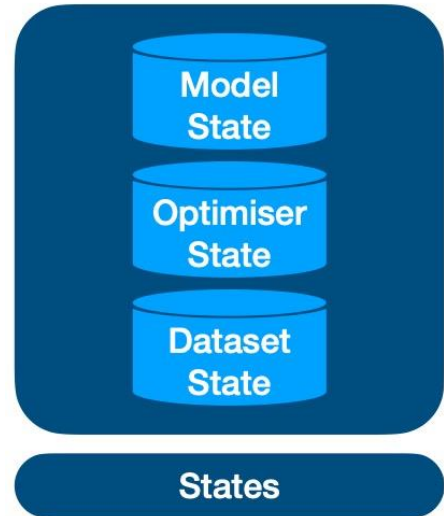 Model
State
Optimiser
State
Dataset
State
States